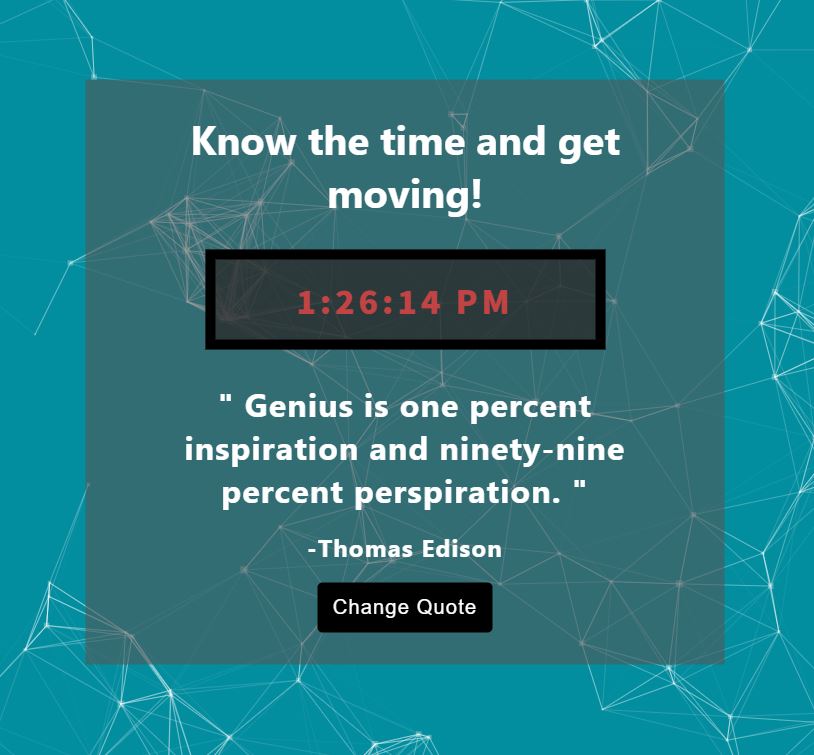 Know the time and get
moving!
1:26:14 PM
" Genius is one percent
inspiration and ninety-nine
percent perspiration. "
-Thomas Edison
Change Quote